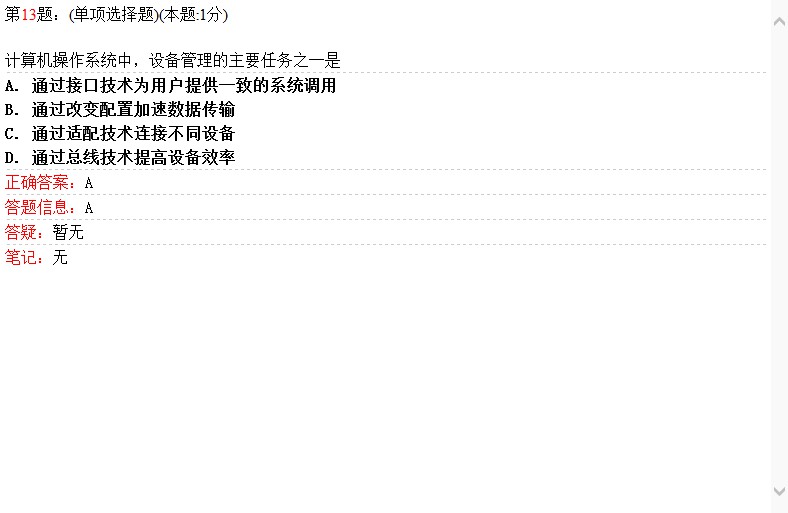 第13题：(单项选择题)(本题:1分)
计算机操作系统中，设备管理的主要任务之一是
A. 通过接口技术为用户提供一致的系统调用
B. 通过改变配置加速数据传输
C. 通过适配技术连接不同设备
D. 通过总线技术提高设备效率
正确答案：A
答题信息：A
答疑：暂无
笔记：无